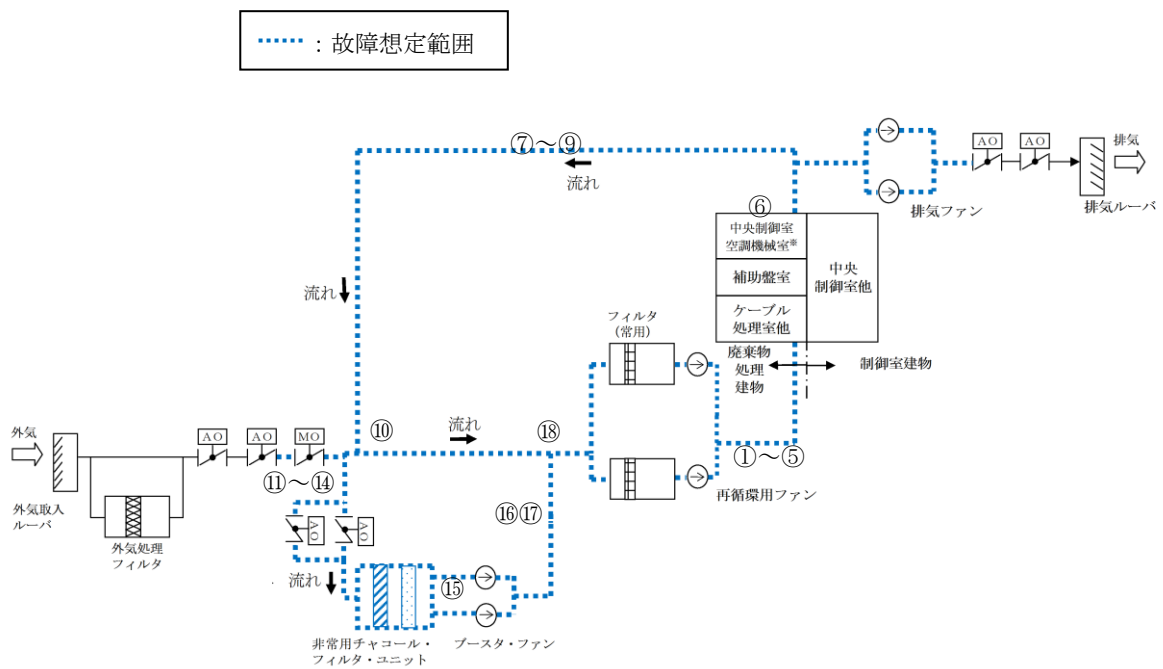 ：故障想定範囲
⑦～⑨
流れ
AO
AO
排気
排気ファン
排気ルーバ
⑥
中央制御室
空調機械室※
補助盤室
ケーブル
処理室他
中央
制御室他
流れ
フィルタ
(常用)
廃棄物
処理
建物
制御室建物
外気
AO
AO
MO
⑩
流れ
⑱
①～⑤
再循環用ファン
⑪～⑭
外気取入
ルーバ
外気処理
フィルタ
AO
AO
⑯⑰
流れ
⑮
非常用チャコール・
フィルタ・ユニット
ブースタ・ファン